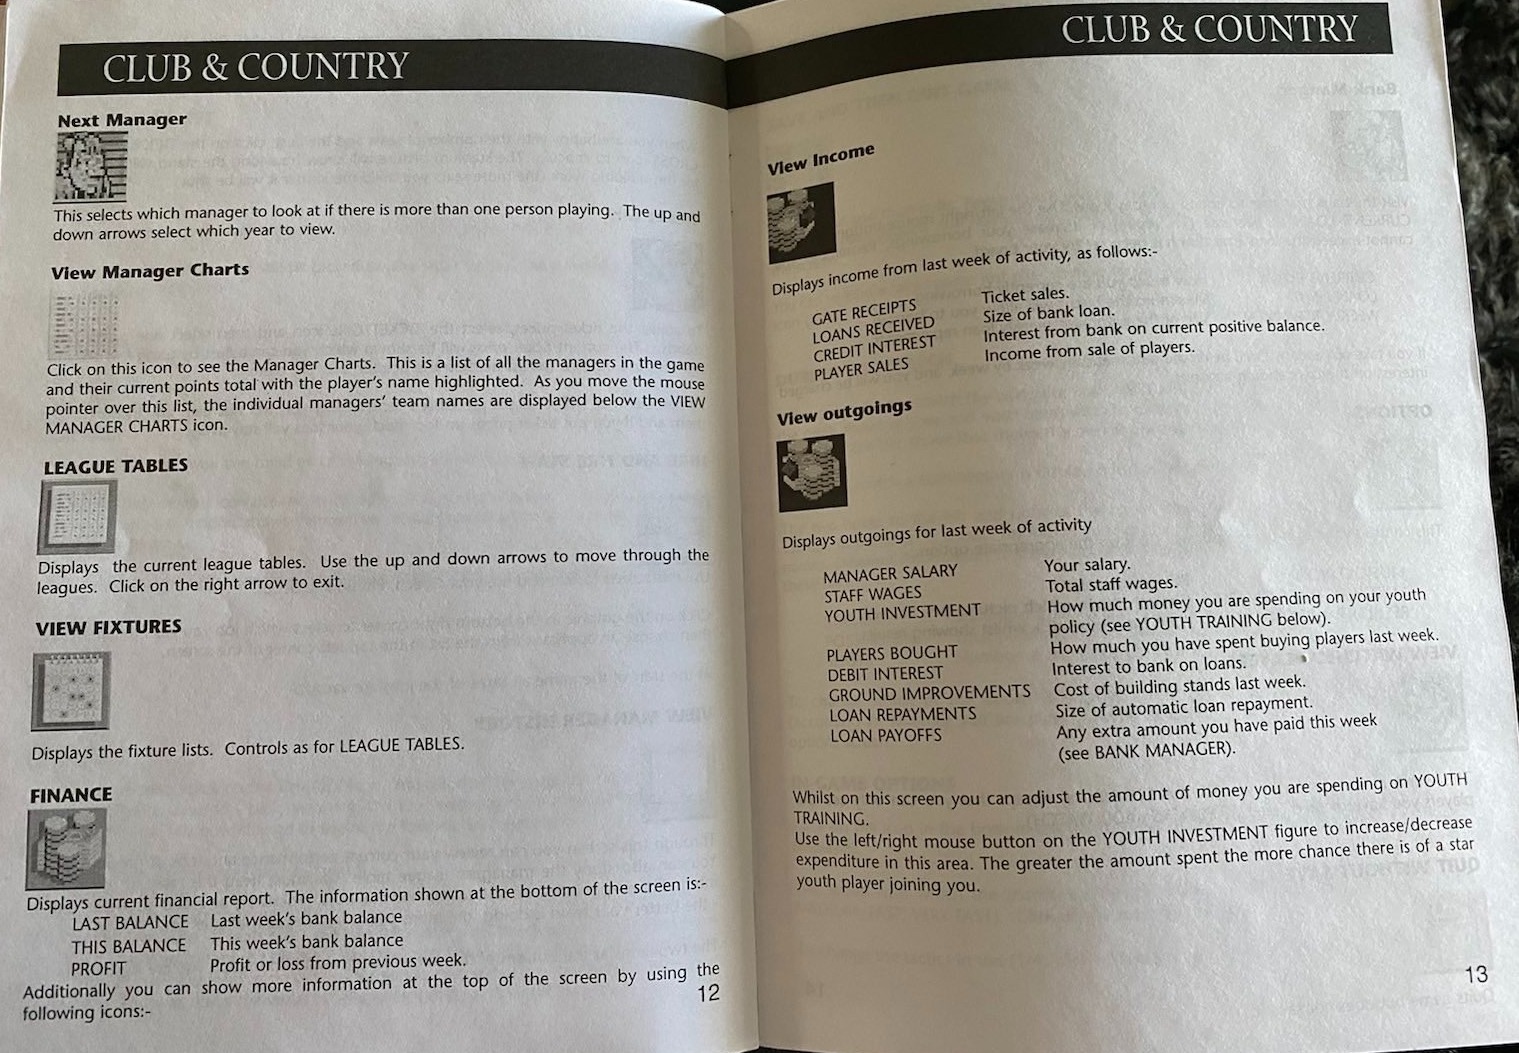 CLUB & COUNTRY
Next Manager
This selects which manager to look at if there is more than one person playing. The up and
down arrows select which year to view.
View Manager Charts
Click on this icon to see the Manager Charts. This is a list of all the managers in the game
and their current points total with the player's name highlighted. As you move the mouse
pointer over this list, the individual managers' team names are displayed below the VIEW
MANAGER CHARTS icon.
LEAGUE TABLES
Displays the current league tables. Use the up and down arrows to move through the
leagues. Click on the right arrow to exit.
VIEW FIXTURES
Displays the fixture lists. Controls as for LEAGUE TABLES.
FINANCE
Displays current financial report. The information shown at the bottom of the screen is:-
LAST BALANCE Last week's bank balance
THIS BALANCE This week's bank balance
PROFIT Profit or loss from previous week.
Additionally you can show more information at the top of the screen by using the
following icons:-
12
CLUB & COUNTRY
View Income
Displays income from last week of activity, as follows:-
GATE RECEIPTS Ticket sales.
LOANS RECEIVED Size of bank loan.
CREDIT INTEREST Interest from bank on current positive balance.
PLAYER SALES Income from sale of players.
View outgoings
Displays outgoings for last week of activity
MANAGER SALARY Your salary.
STAFF WAGES Total staff wages.
YOUTH INVESTMENT How much money you are spending on your youth
policy (see YOUTH TRAINING below).
PLAYERS BOUGHT How much you have spent buying players last week.
DEBIT INTEREST Interest to bank on loans.
GROUND IMPROVEMENTS Cost of building stands last week.
LOAN REPAYMENTS Size of automatic loan repayment.
LOAN PAYOFFS Any extra amount you have paid this week
(see BANK MANAGER).
Whilst on this screen you can adjust the amount of money you are spending on YOUTH
TRAINING.
Use the left/right mouse button on the YOUTH INVESTMENT figure to increase/decrease
expenditure in this area. The greater the amount spent the more chance there is of a star
youth player joining you.
13